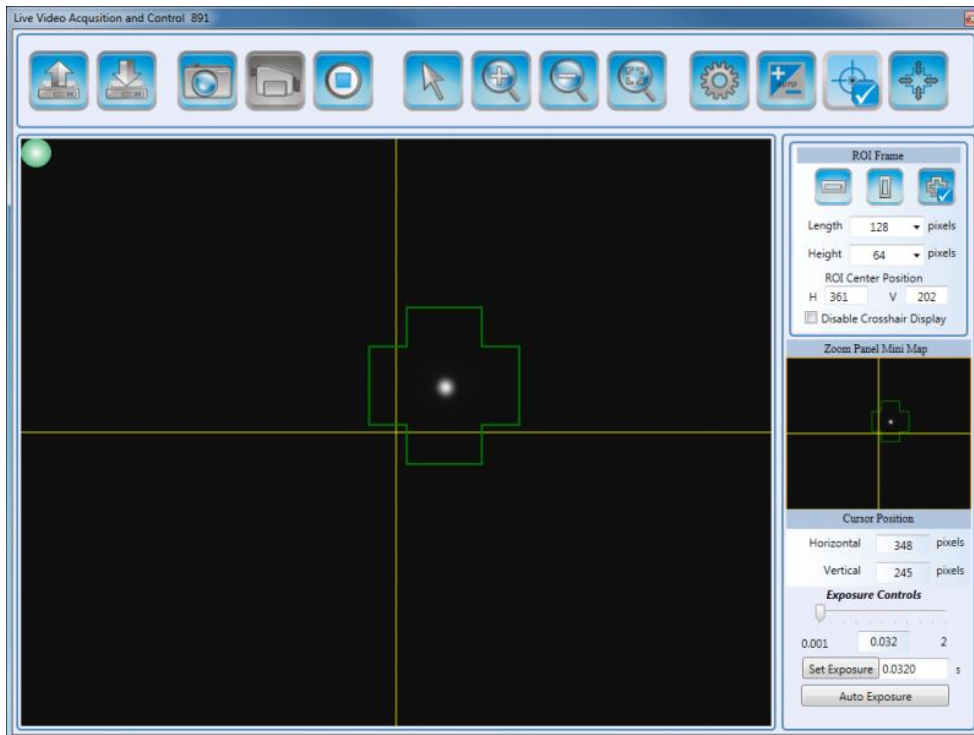 Live Video Acqusition and Control 891
AUTO
ROI Frame
Length 128 pixels
Height 64 pixels
ROI Center Position
H 361 V 202
Disable Crosshair Display
Zoom Panel Mini Map
Cursor Position
Horizontal 348 pixels
Vertical 245 pixels
Exposure Controls
0.001 0.032 2
Set Exposure 0.0320 s
Auto Exposure